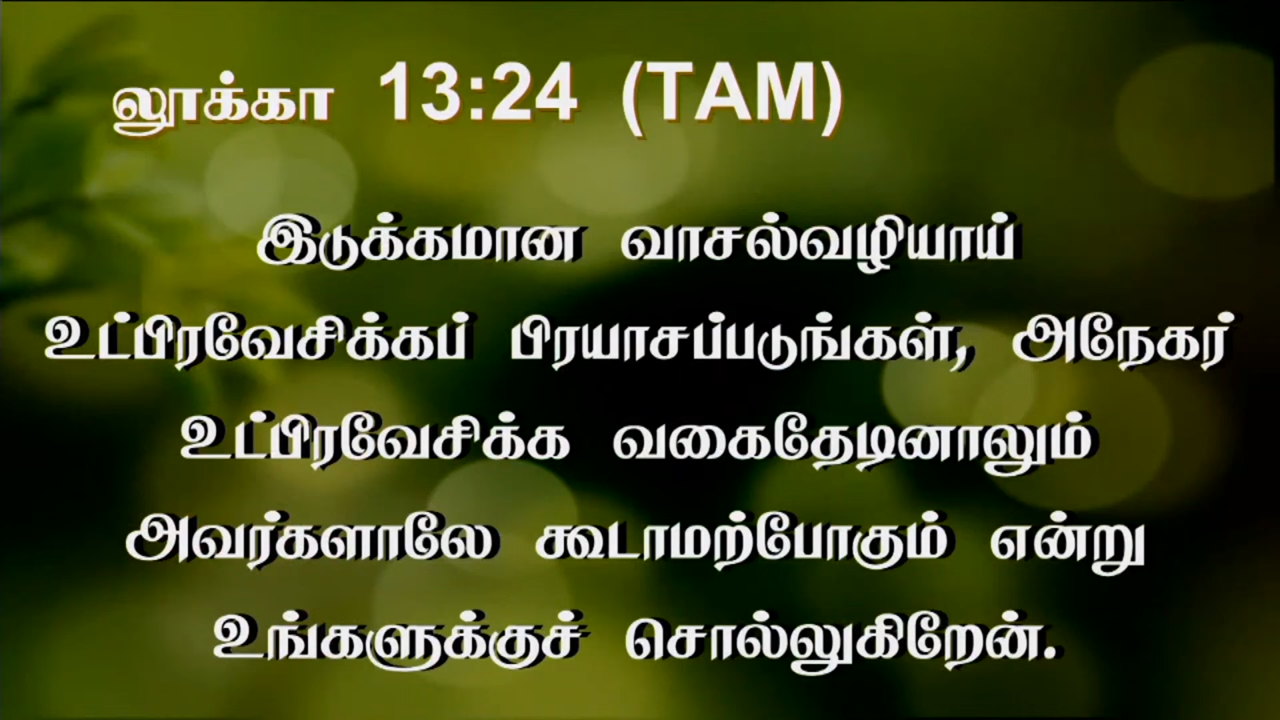 லூக்கா 13:24 (TAM)
இடுக்கமான வாசல்வழியாய்
உட்பிரவேசிக்கப் பிரயாசப்படுங்கள், அநேகர்
உட்பிரவேசிக்க வகைதேடினாலும்
அவர்களாலே கூடாமற்போகும் என்று
உங்களுக்குச் சொல்லுகிறேன்.